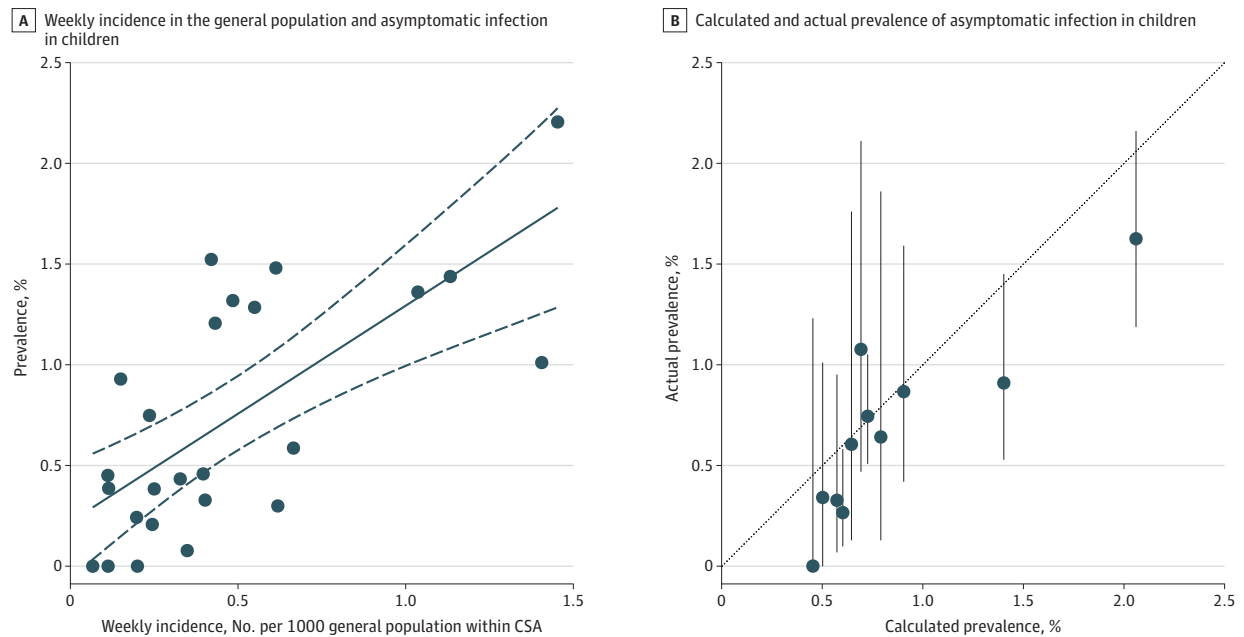 A Weekly incidence in the general population and asymptomatic infection
in children
2.5
2.0
1.5
1.0
0.5
0
Prevalence, %
0 0.5 1.0 1.5
Weekly incidence, No. per 1000 general population within CSA
B Calculated and actual prevalence of asymptomatic infection in children
2.5
2.0
1.5
1.0
0.5
0
Actual prevalence, %
0 0.5 1.0 1.5 2.0 2.5
Calculated prevalence, %